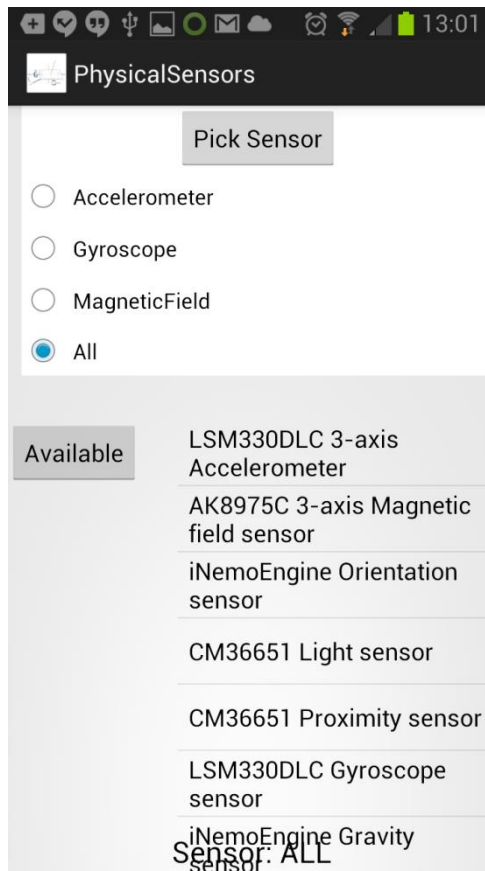 13:01
PhysicalSensors
Pick Sensor
Accelerometer
Gyroscope
MagneticField
All
Available
LSM330DLC 3-axis
Accelerometer
AK8975C 3-axis Magnetic
field sensor
iNemoEngine Orientation
sensor
CM36651 Light sensor
CM36651 Proximity sensor
LSM330DLC Gyroscope
sensor
iNemoEngine Gravity
sensor
Sensor: ALL